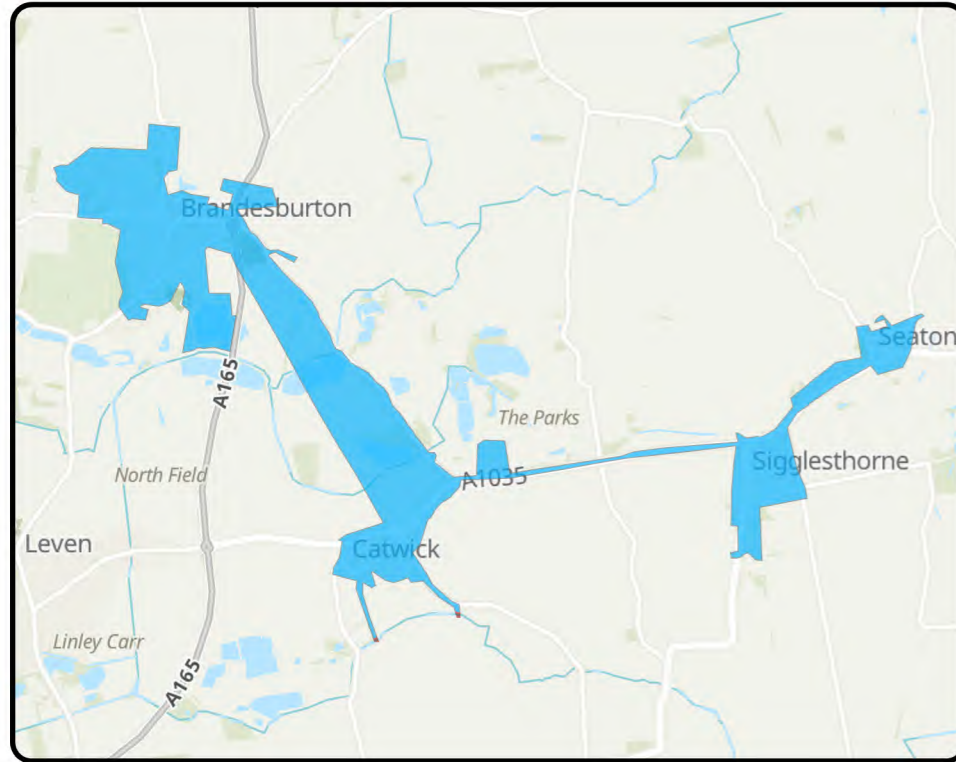 Brandesburton
Seaton
A165
The Parks
Sigglesthorne
North Field
A1035
Leven
Catwick
Linley Carr
A165